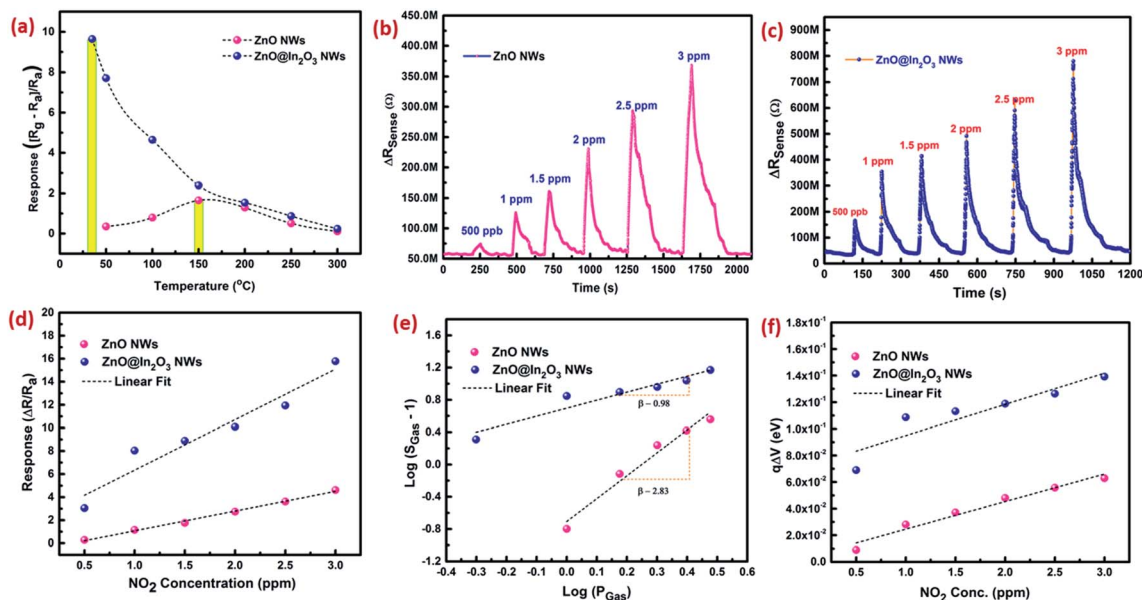 (a)
ZnO NWs
ZnO@In₂O₃ NWs
Response ([Rg - Ra]/Ra)
10
8
6
4
2
0
0 50 100 150 200 250 300
Temperature (°C)
(b)
ZnO NWs
ΔR_Sense (Ω)
450.0M
400.0M
350.0M
300.0M
250.0M
200.0M
150.0M
100.0M
50.0M
500 ppb
1 ppm
1.5 ppm
2 ppm
2.5 ppm
3 ppm
0 250 500 750 1000 1250 1500 1750 2000
Time (s)
(c)
ZnO@In₂O₃ NWs
ΔR_Sense (Ω)
900M
800M
700M
600M
500M
400M
300M
200M
100M
0M
500 ppb
1 ppm
1.5 ppm
2 ppm
2.5 ppm
3 ppm
0 150 300 450 600 750 900 1050 1200
Time (s)
(d)
ZnO NWs
ZnO@In₂O₃ NWs
Linear Fit
Response (ΔR/Ra)
20
18
16
14
12
10
8
6
4
2
0
0.5 1.0 1.5 2.0 2.5 3.0
NO₂ Concentration (ppm)
(e)
ZnO NWs
ZnO@In₂O₃ NWs
Linear Fit
Log (S_Gas - 1)
1.6
1.2
0.8
0.4
0.0
-0.4
-0.8
-1.2
β – 0.98
β – 2.83
-0.4 -0.3 -0.2 -0.1 0.0 0.1 0.2 0.3 0.4 0.5
Log (P_Gas)
(f)
ZnO NWs
ZnO@In₂O₃ NWs
Linear Fit
qΔV (eV)
1.8x10⁻¹
1.6x10⁻¹
1.4x10⁻¹
1.2x10⁻¹
1.0x10⁻¹
8.0x10⁻²
6.0x10⁻²
4.0x10⁻²
2.0x10⁻²
0.0
0.5 1.0 1.5 2.0 2.5 3.0
NO₂ Conc. (ppm)